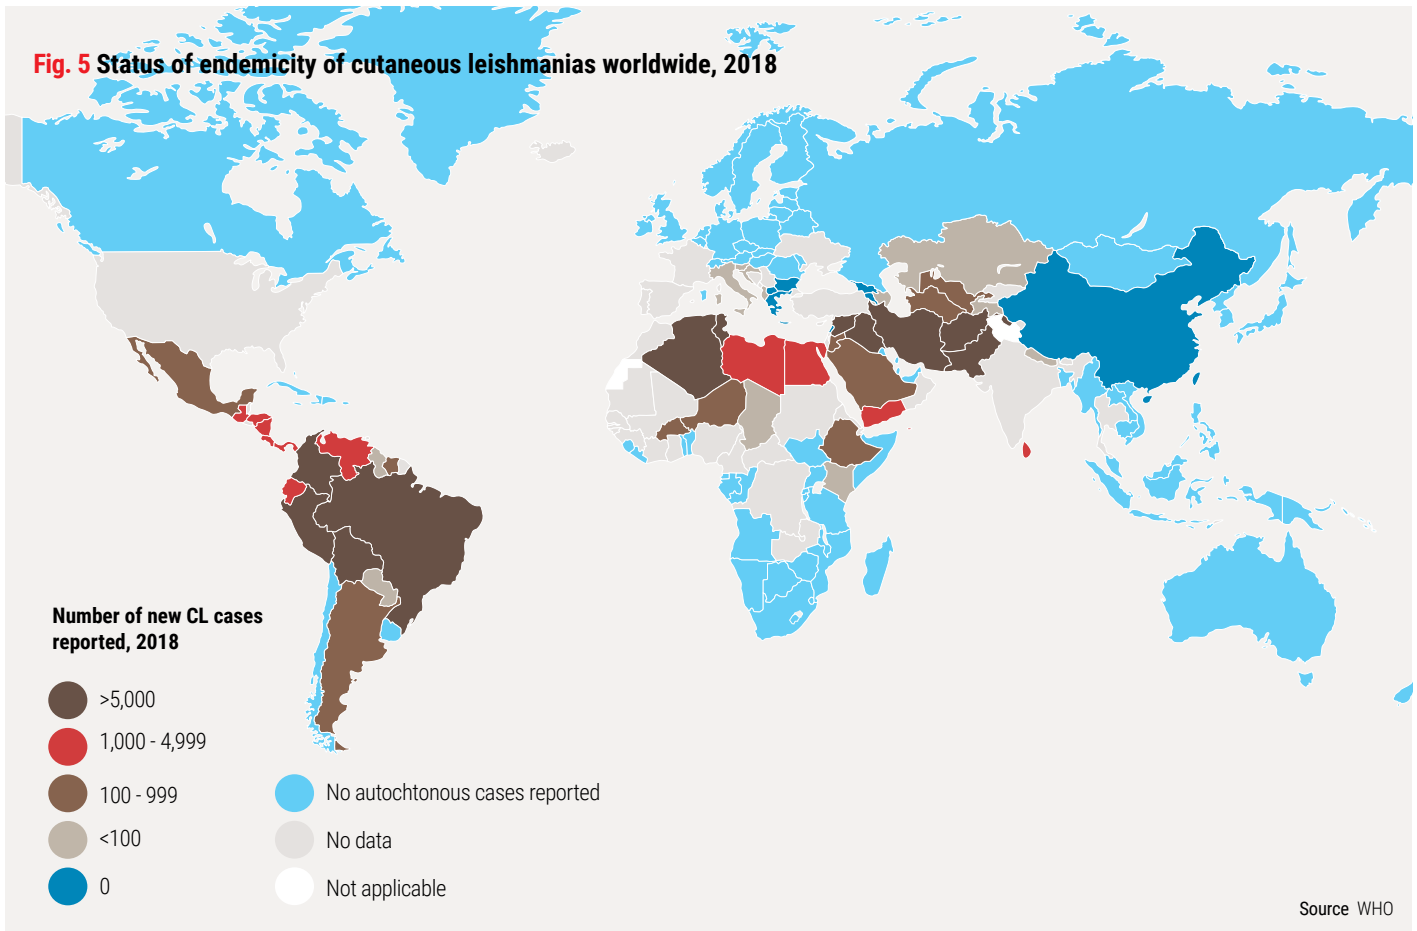 Fig. 5 Status of endemicity of cutaneous leishmanias worldwide, 2018
Number of new CL cases
reported, 2018
>5,000
1,000 - 4,999
100 - 999
<100
0
No autochtonous cases reported
No data
Not applicable
Source WHO